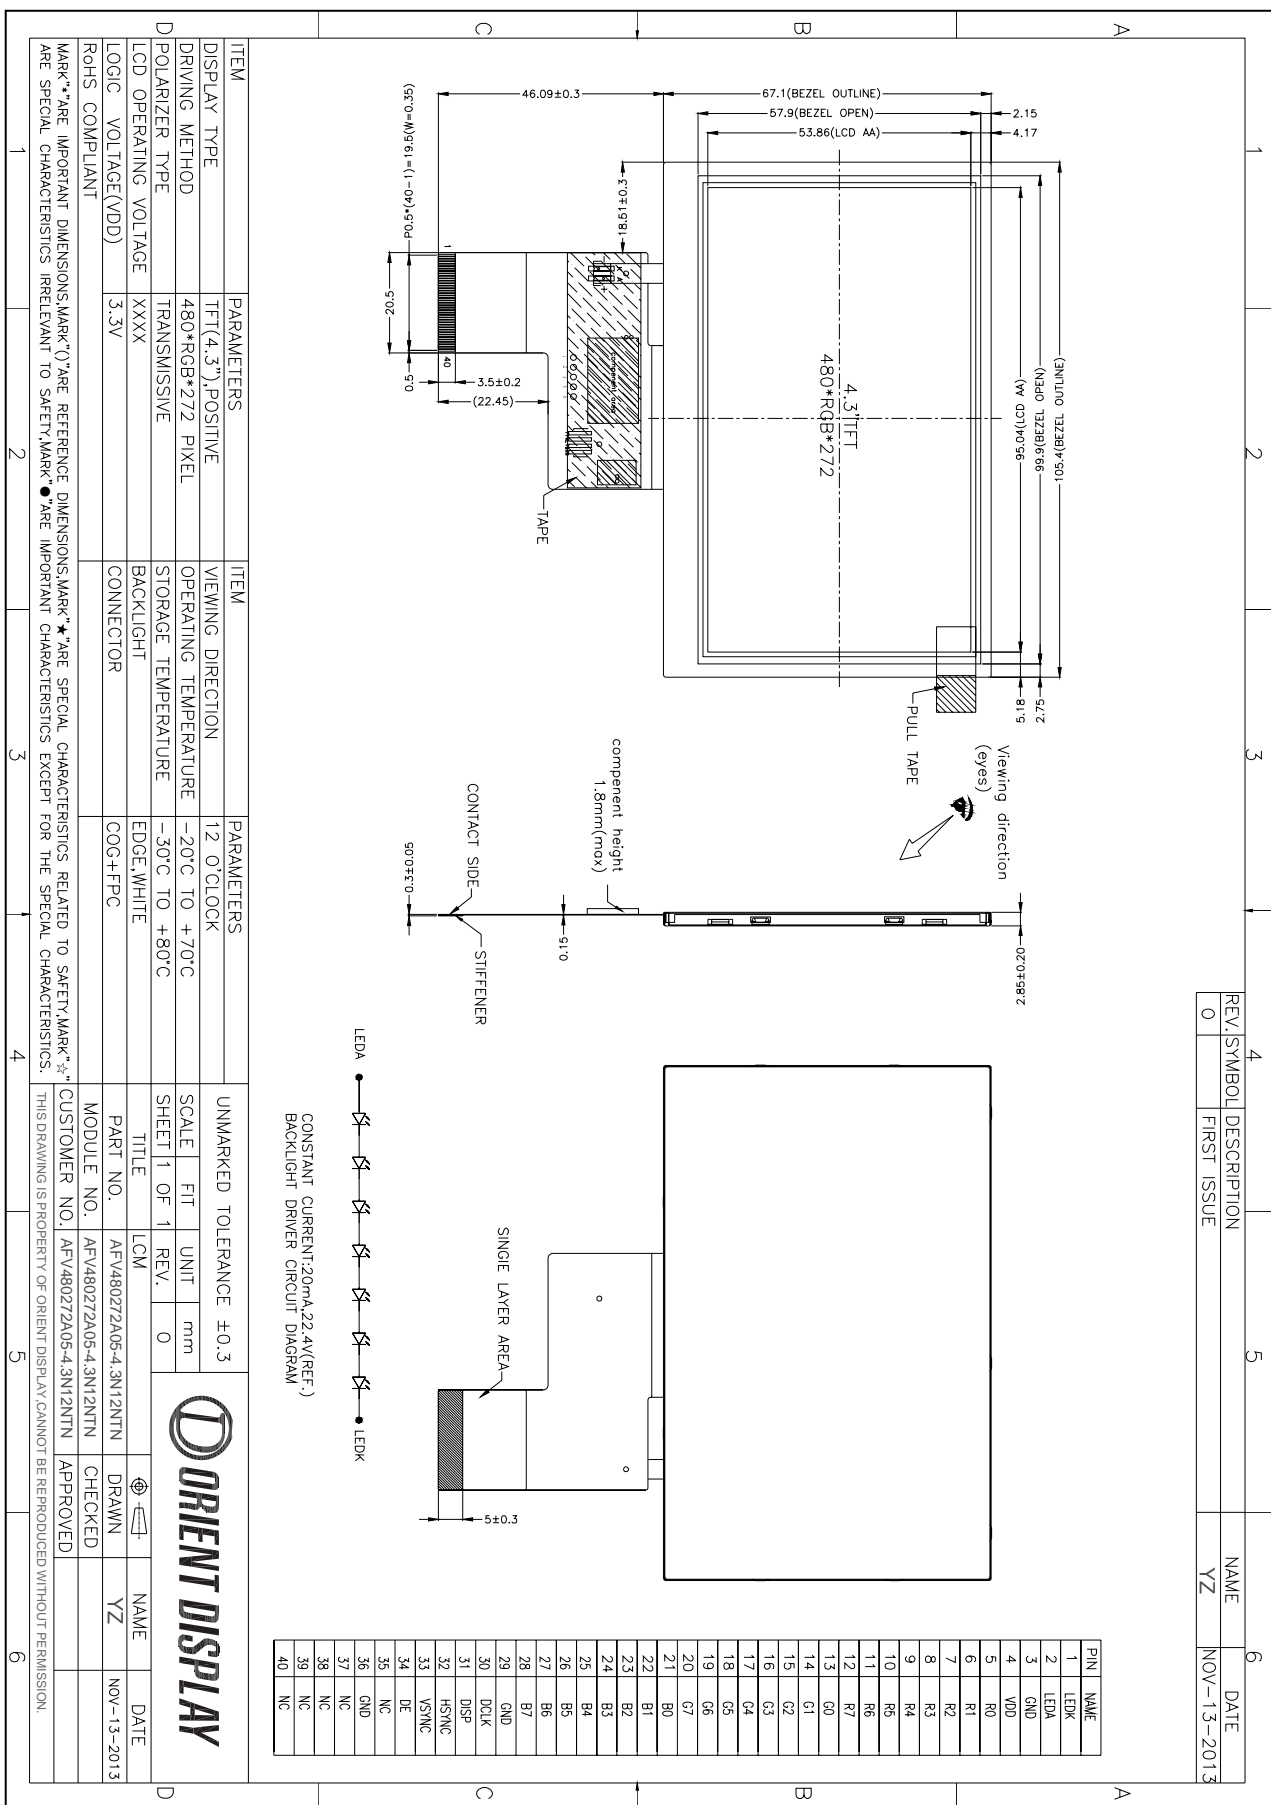 1
2
3
4
5
6
A
B
C
D
REV.	SYMBOL	DESCRIPTION	NAME	DATE
0	FIRST ISSUE	YZ	NOV-13-2013
105.4(BEZEL OUTLINE)
99.9(BEZEL OPEN)
95.04(LCD AA)
2.75
5.18
2.15
4.17
67.1(BEZEL OUTLINE)
57.9(BEZEL OPEN)
53.86(LCD AA)
46.09±0.3
18.51±0.3
4.3"TFT
480*RGB*272
PULL TAPE
TAPE
component area
K A
- +
1
40
3.5±0.2
(22.45)
P0.5*(40-1)=19.5(W=0.35)
0.5
20.5
Viewing direction
(eyes)
compenent height
1.8mm(max)
CONTACT SIDE
STIFFENER
0.3±0.05
0.15
2.85±0.20
SINGlE LAYER AREA
5±0.3
LEDA
LEDK
CONSTANT CURRENT:20mA,22.4V(REF.)
BACKLIGHT DRIVER CIRCUIT DIAGRAM
PIN	NAME
1	LEDK
2	LEDA
3	GND
4	VDD
5	R0
6	R1
7	R2
8	R3
9	R4
10	R5
11	R6
12	R7
13	G0
14	G1
15	G2
16	G3
17	G4
18	G5
19	G6
20	G7
21	B0
22	B1
23	B2
24	B3
25	B4
26	B5
27	B6
28	B7
29	GND
30	DCLK
31	DISP
32	HSYNC
33	VSYNC
34	DE
35	NC
36	GND
37	NC
38	NC
39	NC
40	NC
ITEM	PARAMETERS	ITEM	PARAMETERS
DISPLAY TYPE	TFT(4.3"),POSITIVE	VIEWING DIRECTION	12 O'CLOCK
DRIVING METHOD	480*RGB*272 PIXEL	OPERATING TEMPERATURE	-20°C TO +70°C
POLARIZER TYPE	TRANSMISSIVE	STORAGE TEMPERATURE	-30°C TO +80°C
LCD OPERATING VOLTAGE	XXXX	BACKLIGHT	EDGE,WHITE
LOGIC VOLTAGE(VDD)	3.3V	CONNECTOR	COG+FPC
RoHS COMPLIANT
MARK"*"ARE IMPORTANT DIMENSIONS,MARK"()"ARE REFERENCE DIMENSIONS,MARK"★"ARE SPECIAL CHARACTERISTICS RELATED TO SAFETY,MARK"☆"
ARE SPECIAL CHARACTERISTICS IRRELEVANT TO SAFETY,MARK"●"ARE IMPORTANT CHARACTERISTICS EXCEPT FOR THE SPECIAL CHARACTERISTICS.
UNMARKED TOLERANCE ±0.3
SCALE	FIT	UNIT	mm
SHEET	1 OF 1	REV.	0
ORIENT DISPLAY
TITLE	LCM	NAME	DATE
PART NO.	AFV480272A05-4.3N12NTN	DRAWN	YZ	NOV-13-2013
MODULE NO.	AFV480272A05-4.3N12NTN	CHECKED
CUSTOMER NO.	AFV480272A05-4.3N12NTN	APPROVED
THIS DRAWING IS PROPERTY OF ORIENT DISPLAY,CANNOT BE REPRODUCED WITHOUT PERMISSION.
1
2
3
4
5
6
A
B
C
D